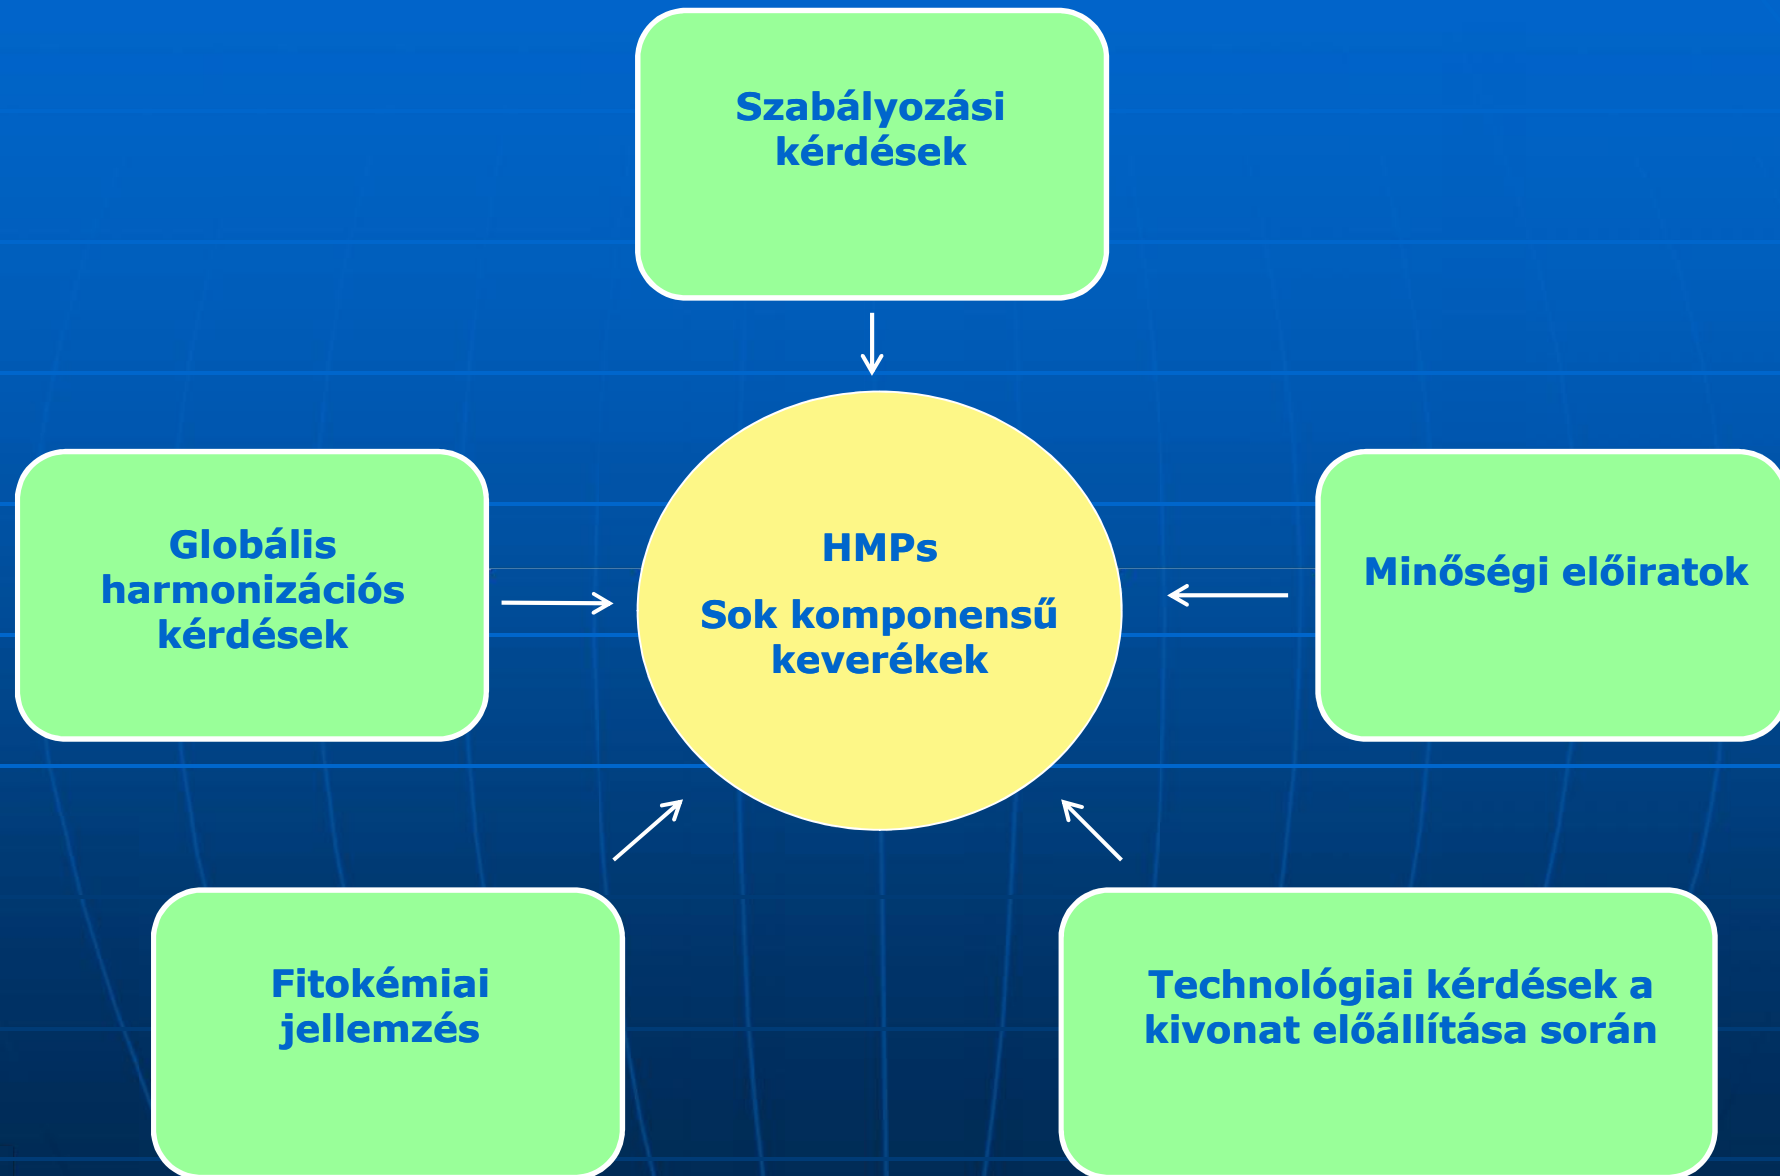 Szabályozási
kérdések
Globális
harmonizációs
kérdések
HMPs
Sok komponensű
keverékek
Minőségi előiratok
Fitokémiai
jellemzés
Technológiai kérdések a
kivonat előállítása során